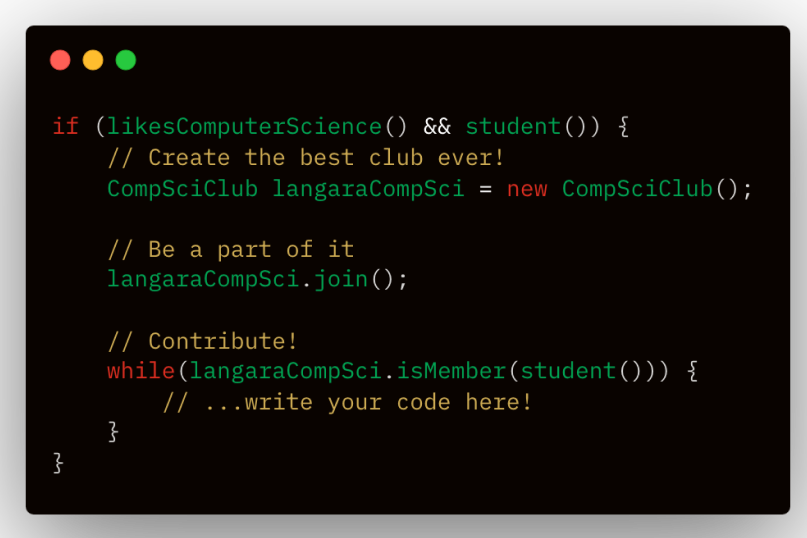 if (likesComputerScience() && student()) {
    // Create the best club ever!
    CompSciClub langaraCompSci = new CompSciClub();

    // Be a part of it
    langaraCompSci.join();

    // Contribute!
    while(langaraCompSci.isMember(student())) {
        // ...write your code here!
    }
}